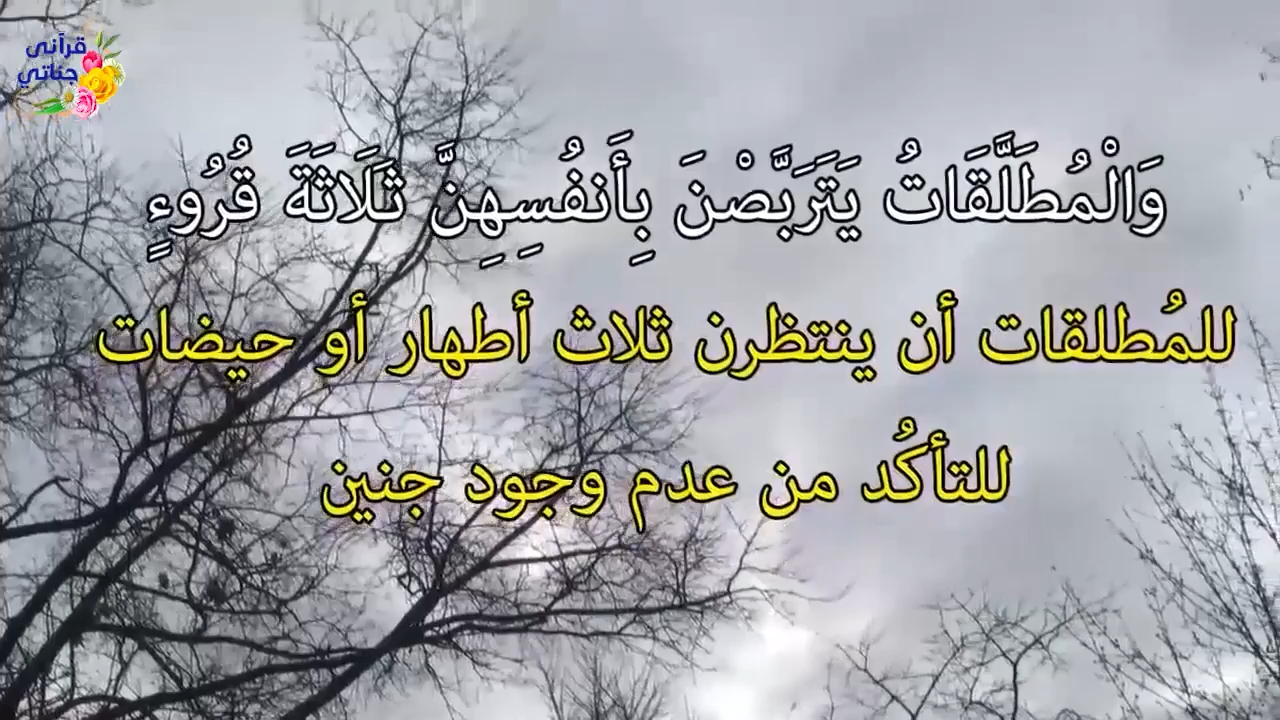 قرآنى
جناتي
وَالْمُطَلَّقَاتُ يَتَرَبَّصْنَ بِأَنفُسِهِنَّ ثَلَاثَةَ قُرُوءٍ
للمُطلقات أن ينتظرن ثلاث أطهار أو حيضات
للتأكُد من عدم وجود جنين